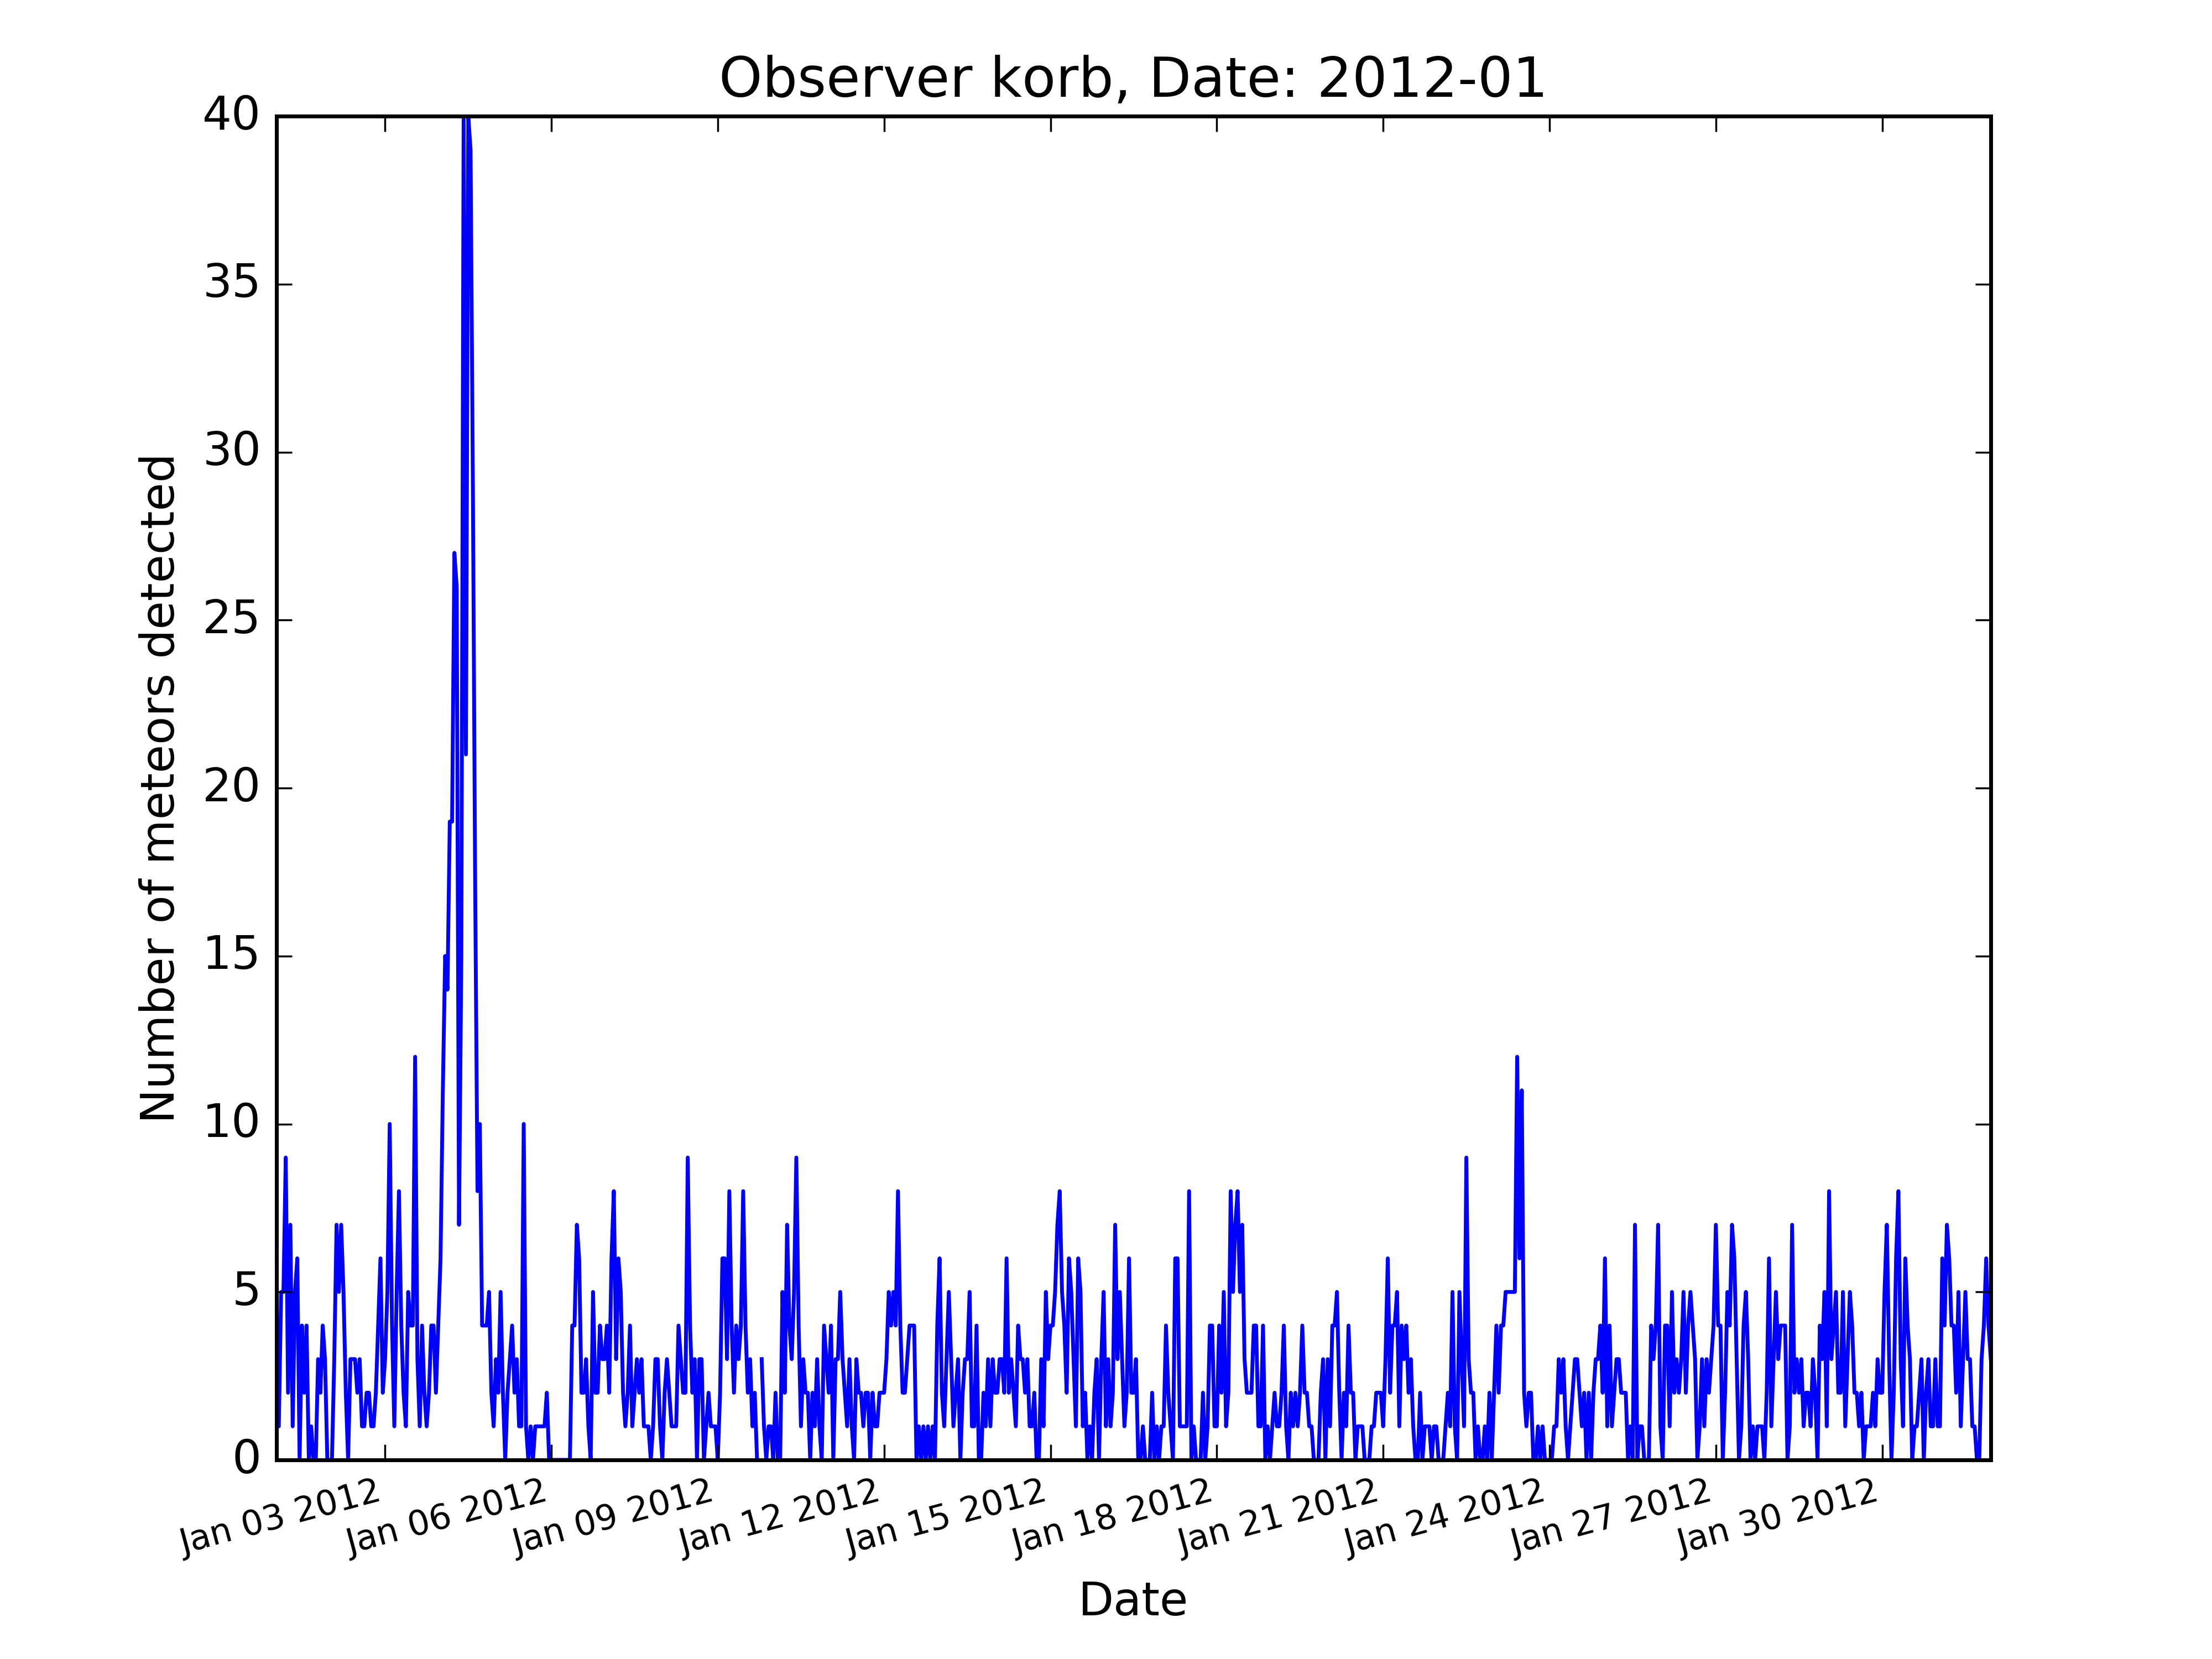 Observer korb, Date: 2012-01
Number of meteors detected
40
35
30
25
20
15
10
5
0
Jan 03 2012
Jan 06 2012
Jan 09 2012
Jan 12 2012
Jan 15 2012
Jan 18 2012
Jan 21 2012
Jan 24 2012
Jan 27 2012
Jan 30 2012
Date